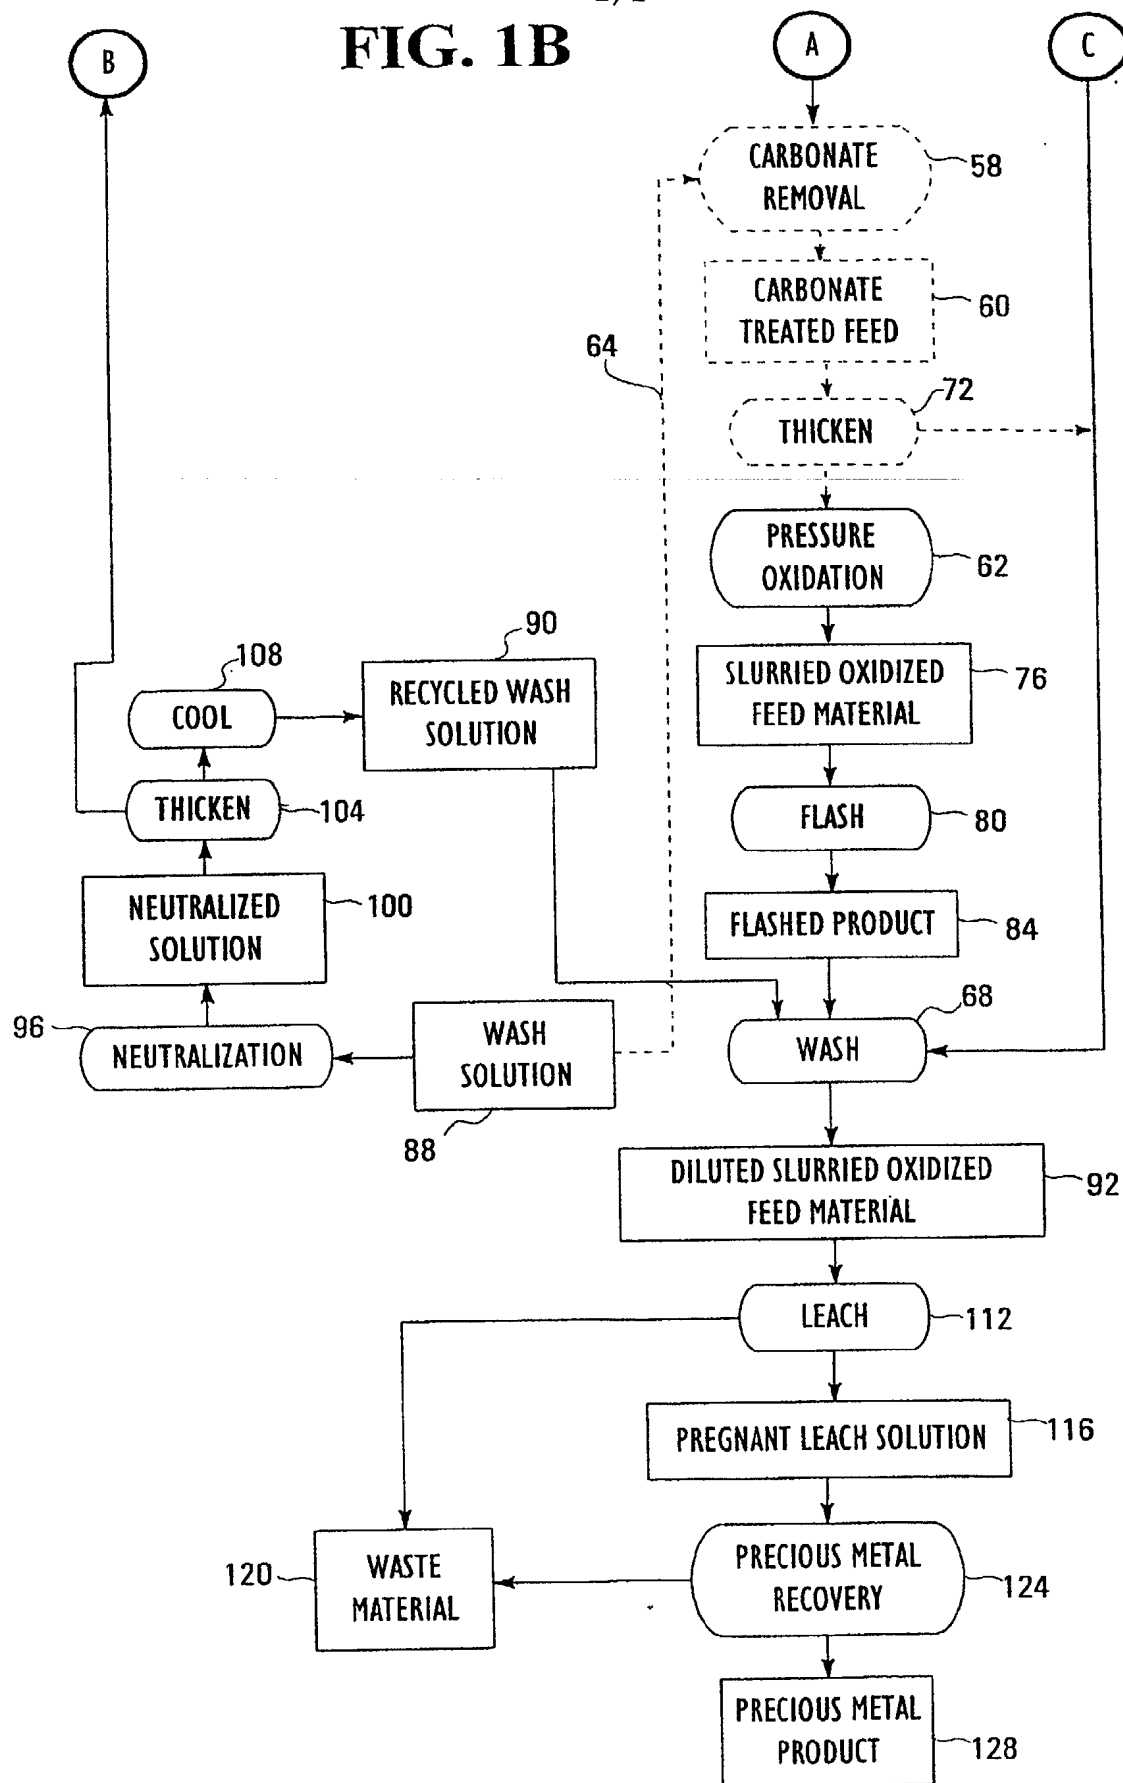 FIG. 1B
B
A
C
CARBONATE
REMOVAL
58
CARBONATE
TREATED FEED
60
64
72
THICKEN
PRESSURE
OXIDATION
62
90
108
RECYCLED WASH
SOLUTION
SLURRIED OXIDIZED
FEED MATERIAL
76
COOL
THICKEN
104
FLASH
80
NEUTRALIZED
SOLUTION
100
FLASHED PRODUCT
84
68
96
NEUTRALIZATION
WASH
SOLUTION
WASH
88
DILUTED SLURRIED OXIDIZED
FEED MATERIAL
92
LEACH
112
PREGNANT LEACH SOLUTION
116
120
WASTE
MATERIAL
PRECIOUS METAL
RECOVERY
124
PRECIOUS METAL
PRODUCT
128